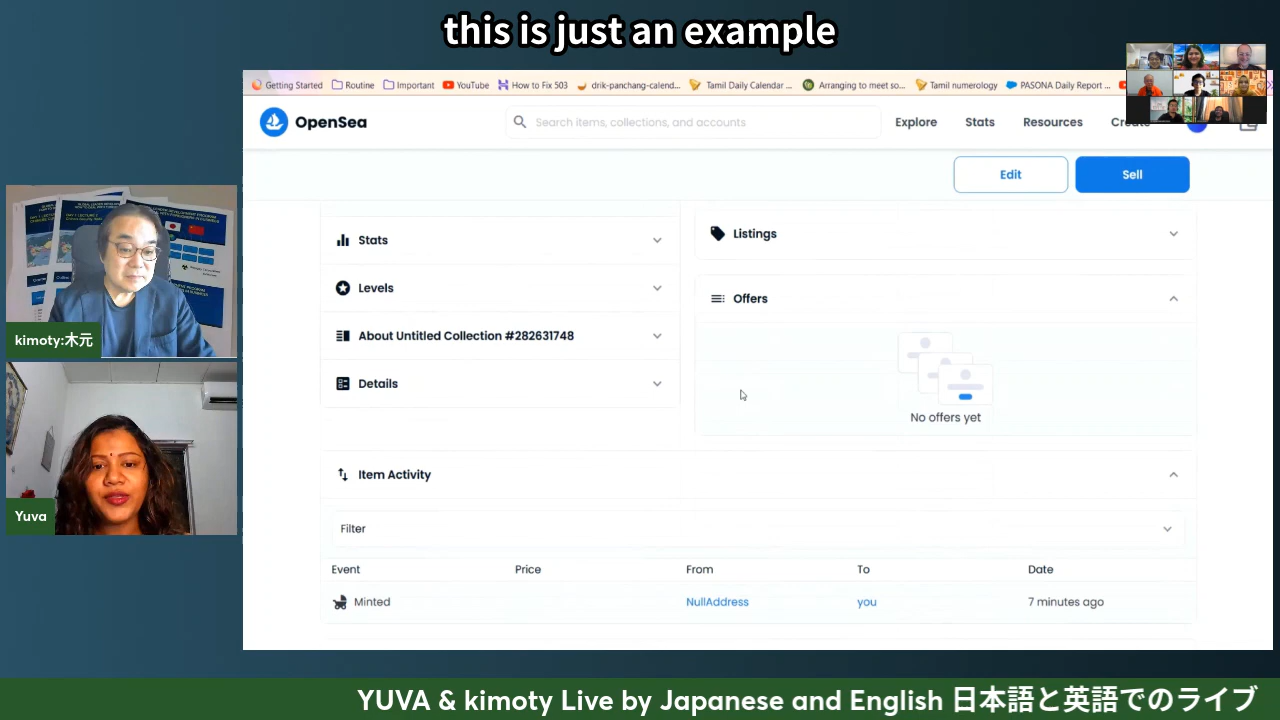 this is just an example
Getting Started Routine Important YouTube How to Fix 503 drik-panchang-calend... Tamil Daily Calendar ... Arranging to meet so... Tamil numerology PASONA Daily Report ...
OpenSea
Search items, collections, and accounts
Explore Stats Resources
Edit Sell
Stats
Levels
About Untitled Collection #282631748
Details
Listings
Offers
No offers yet
Item Activity
Filter
Event Price From To Date
Minted NullAddress you 7 minutes ago
kimoty:木元
Yuva
YUVA & kimoty Live by Japanese and English 日本語と英語でのライブ